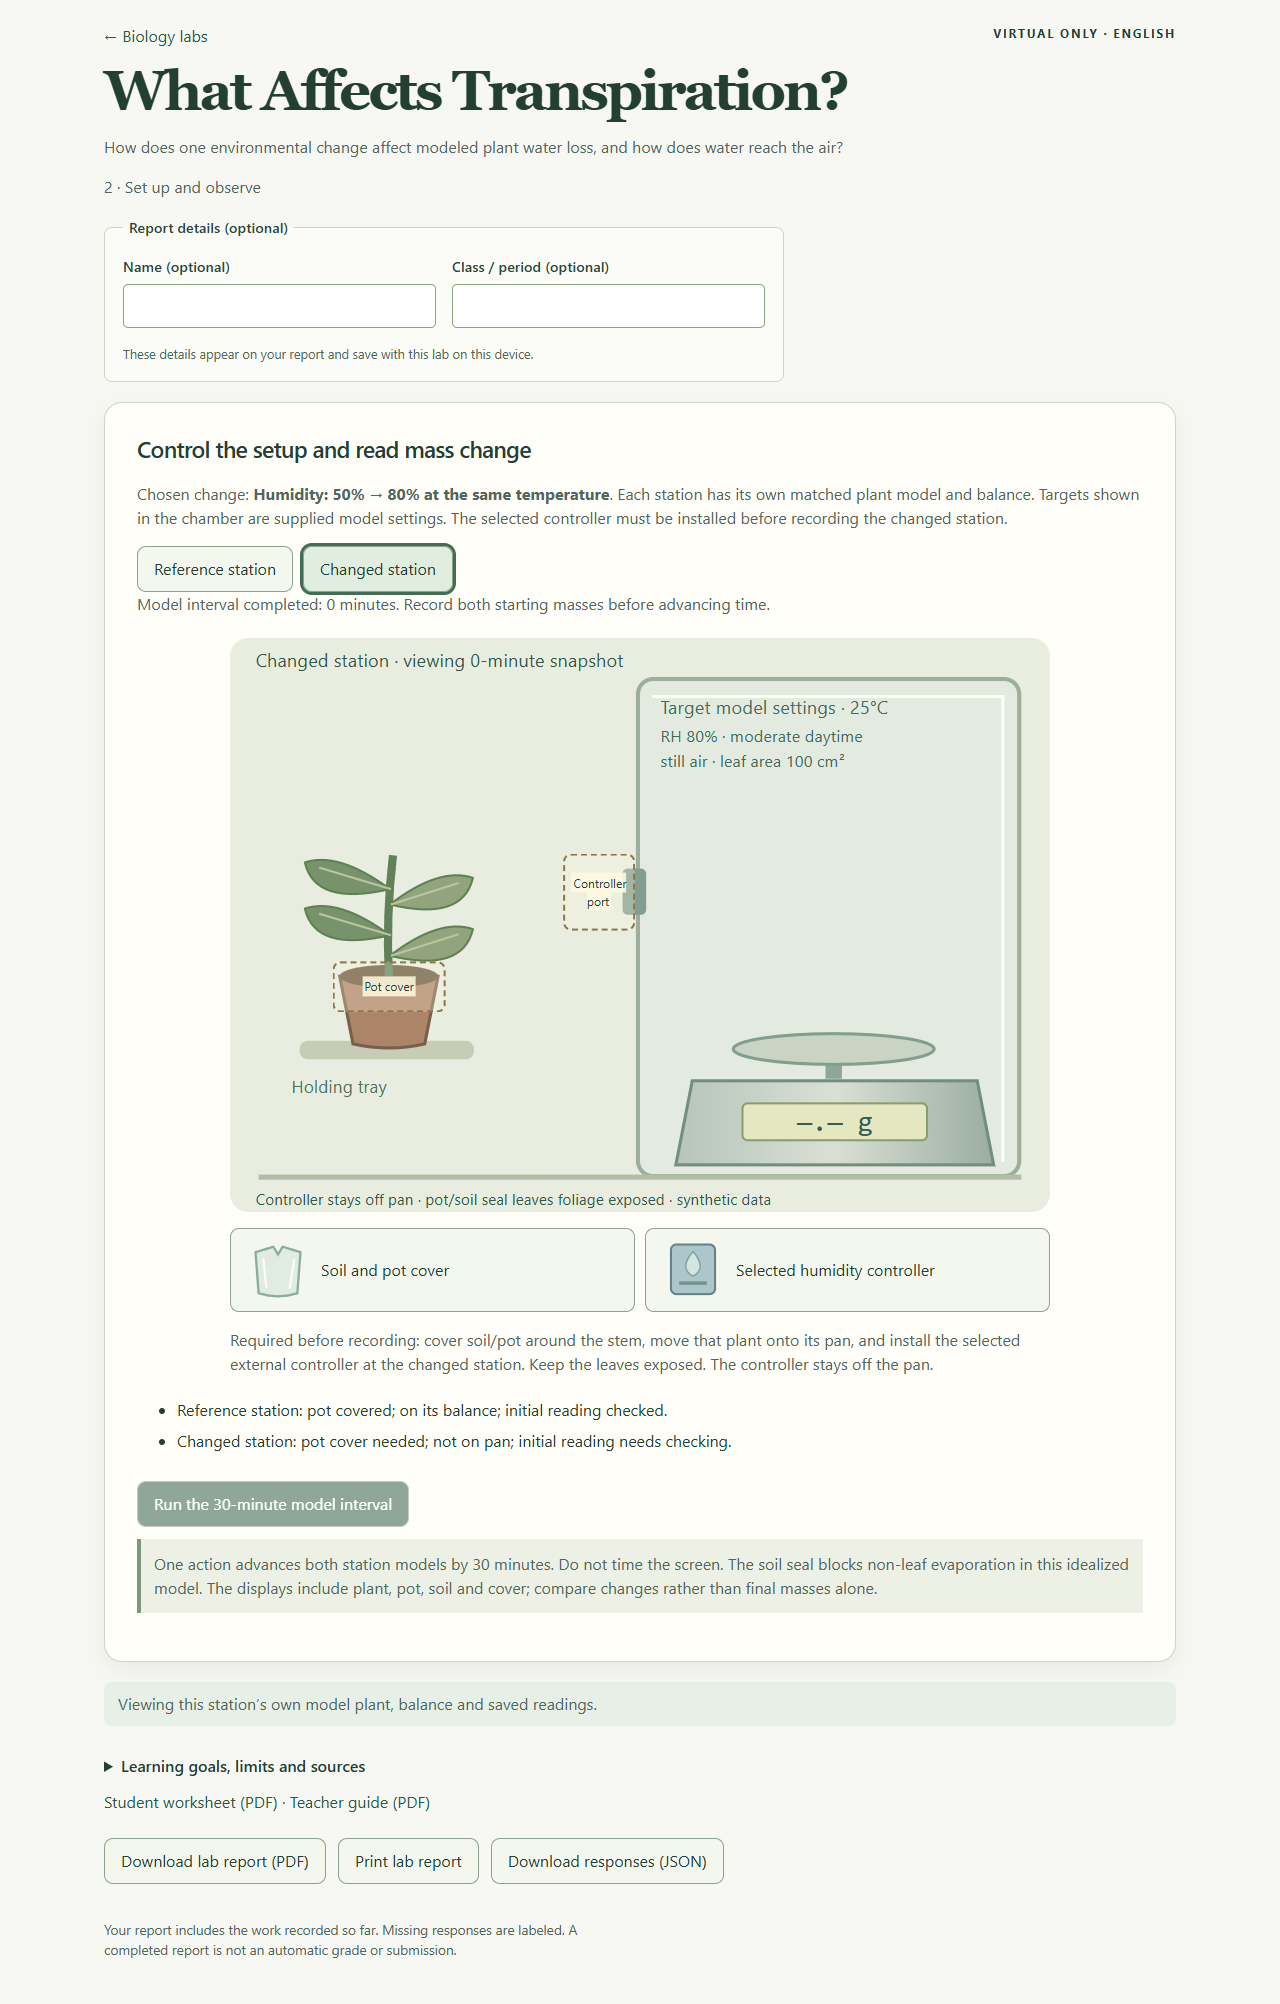 ← Biology labs
VIRTUAL ONLY · ENGLISH
What Affects Transpiration?
How does one environmental change affect modeled plant water loss, and how does water reach the air?
2 · Set up and observe
Report details (optional)
Name (optional)
Class / period (optional)
These details appear on your report and save with this lab on this device.
Control the setup and read mass change
Chosen change: Humidity: 50% → 80% at the same temperature. Each station has its own matched plant model and balance. Targets shown
in the chamber are supplied model settings. The selected controller must be installed before recording the changed station.
Reference station
Changed station
Model interval completed: 0 minutes. Record both starting masses before advancing time.
Changed station · viewing 0-minute snapshot
Target model settings · 25°C
RH 80% · moderate daytime
still air · leaf area 100 cm²
Controller
port
Pot cover
Holding tray
—.— g
Controller stays off pan · pot/soil seal leaves foliage exposed · synthetic data
Soil and pot cover
Selected humidity controller
Required before recording: cover soil/pot around the stem, move that plant onto its pan, and install the selected
external controller at the changed station. Keep the leaves exposed. The controller stays off the pan.
• Reference station: pot covered; on its balance; initial reading checked.
• Changed station: pot cover needed; not on pan; initial reading needs checking.
Run the 30-minute model interval
One action advances both station models by 30 minutes. Do not time the screen. The soil seal blocks non-leaf evaporation in this idealized
model. The displays include plant, pot, soil and cover; compare changes rather than final masses alone.
Viewing this station's own model plant, balance and saved readings.
▶ Learning goals, limits and sources
Student worksheet (PDF) · Teacher guide (PDF)
Download lab report (PDF)
Print lab report
Download responses (JSON)
Your report includes the work recorded so far. Missing responses are labeled. A
completed report is not an automatic grade or submission.